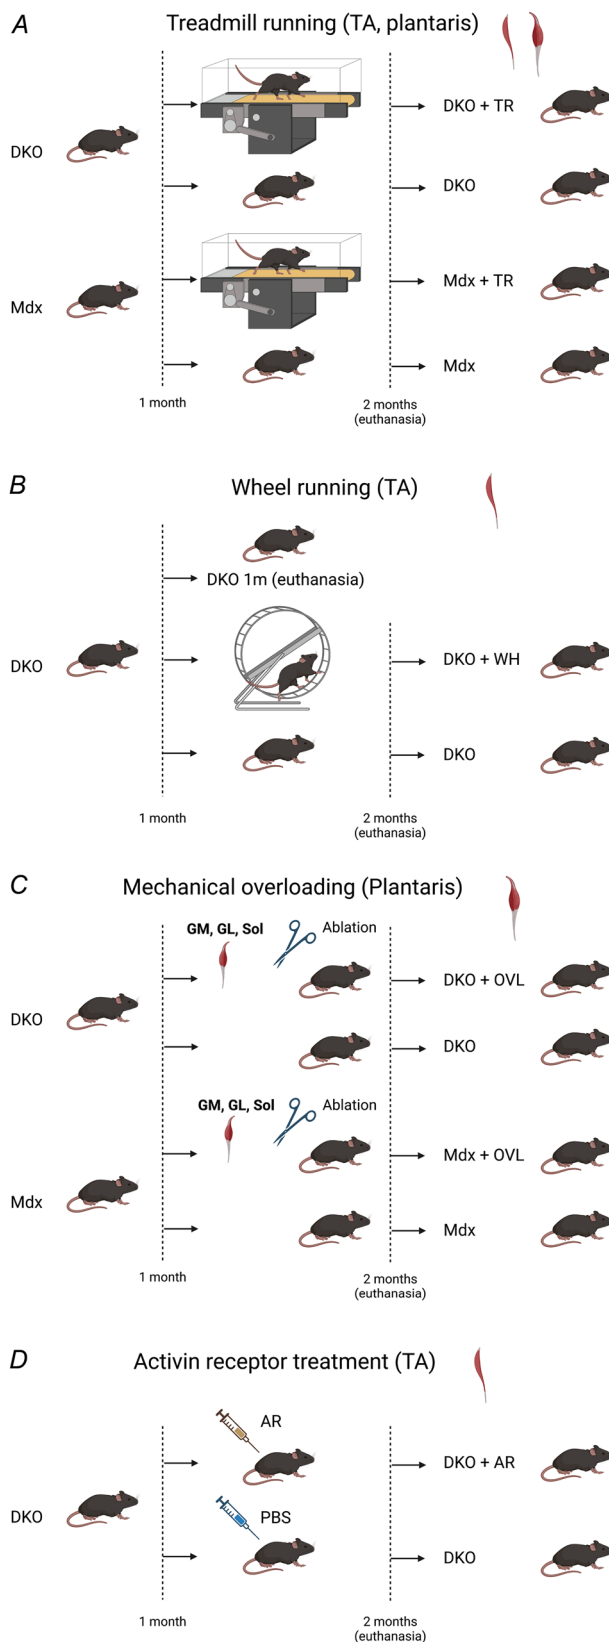 A
Treadmill running (TA, plantaris)
DKO + TR
DKO
DKO
Mdx + TR
Mdx
Mdx
1 month
2 months
(euthanasia)
B
Wheel running (TA)
DKO 1m (euthanasia)
DKO
DKO + WH
DKO
1 month
2 months
(euthanasia)
C
Mechanical overloading (Plantaris)
GM, GL, Sol
Ablation
DKO + OVL
DKO
DKO
GM, GL, Sol
Ablation
Mdx + OVL
Mdx
Mdx
1 month
2 months
(euthanasia)
D
Activin receptor treatment (TA)
AR
DKO + AR
DKO
PBS
DKO
1 month
2 months
(euthanasia)